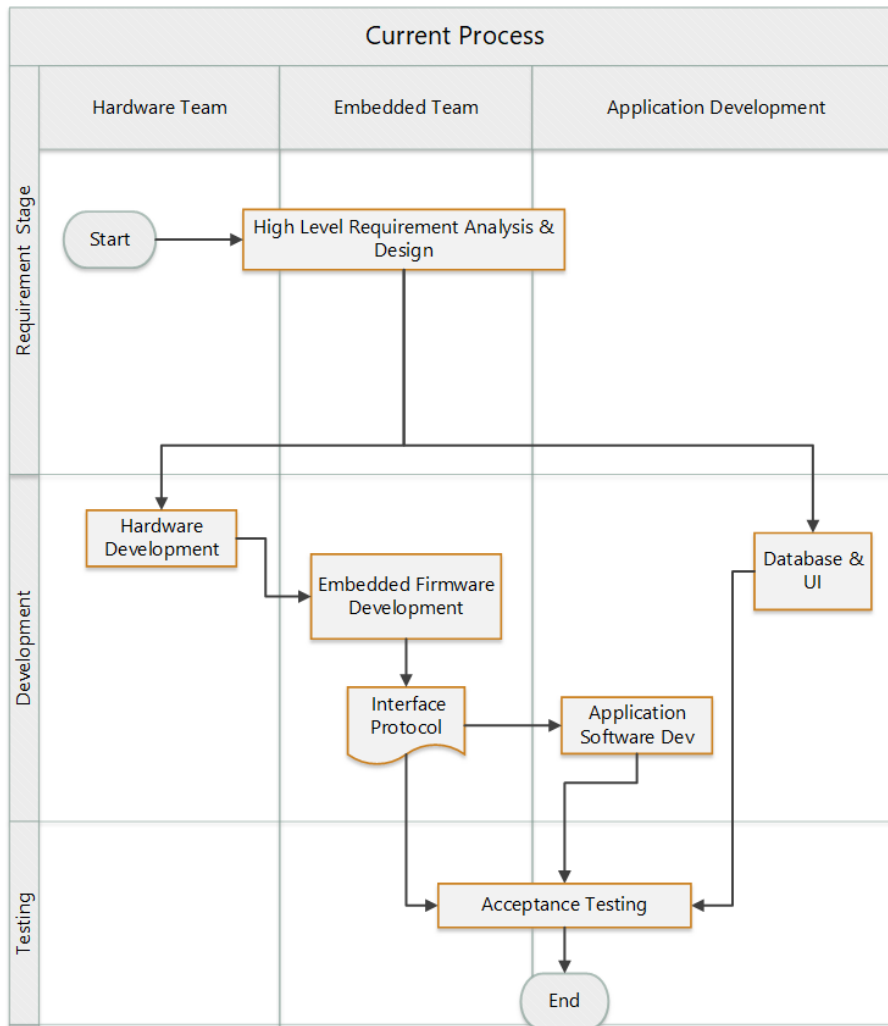 Current Process
Hardware Team
Embedded Team
Application Development
Requirement Stage
Start
High Level Requirement Analysis &
Design
Development
Hardware
Development
Embedded Firmware
Development
Database &
UI
Interface
Protocol
Application
Software Dev
Testing
Acceptance Testing
End